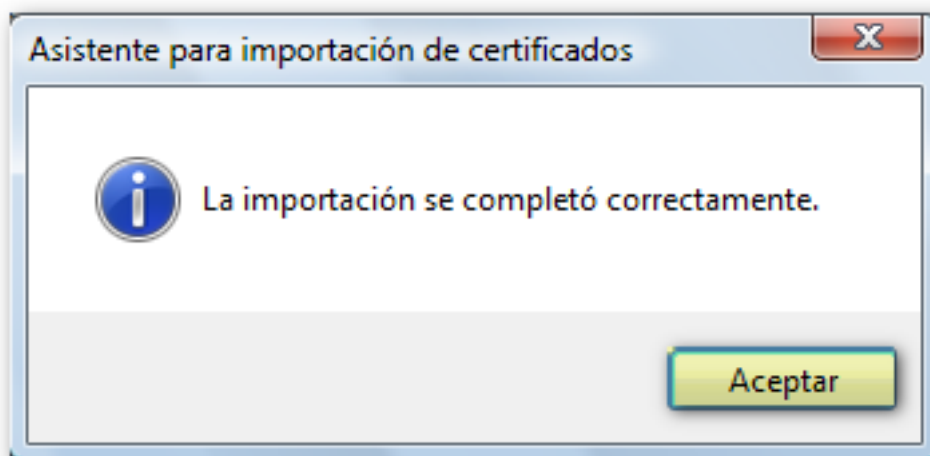 Asistente para importación de certificados
La importación se completó correctamente.
Aceptar